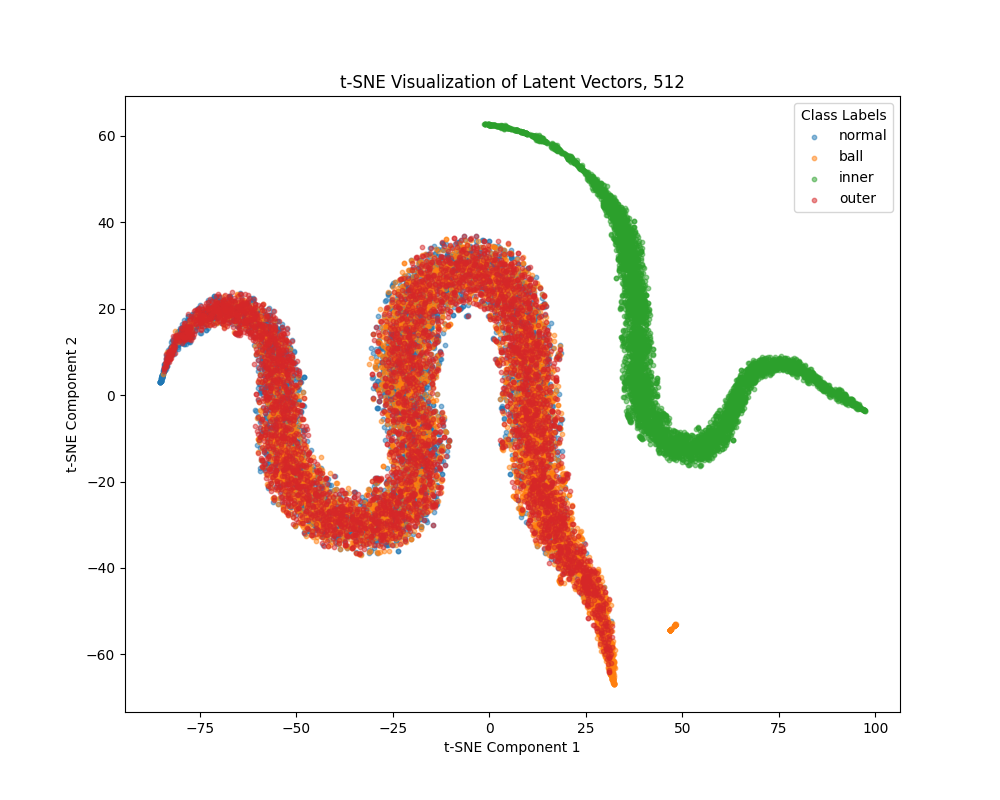 t-SNE Visualization of Latent Vectors, 512
Class Labels
normal
ball
inner
outer
60
40
20
0
−20
−40
−60
t-SNE Component 2
−75
−50
−25
0
25
50
75
100
t-SNE Component 1